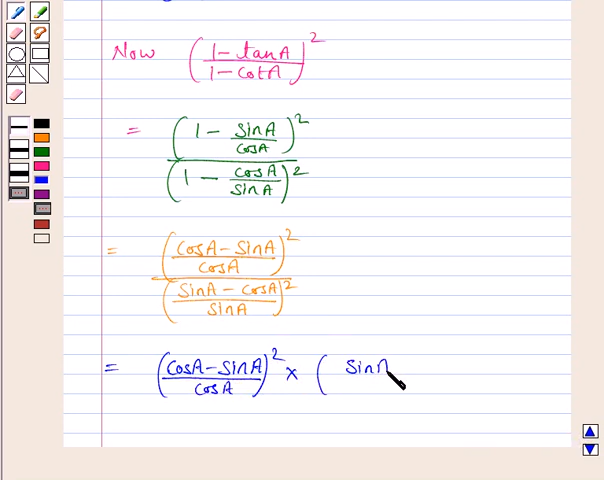 Now (1 - tanA / 1 - cotA)²
= (1 - sinA / cosA)² / (1 - cosA / sinA)²
= (cosA - sinA / cosA)² / (sinA - cosA / sinA)²
= (cosA - sinA / cosA)² × ( sinA